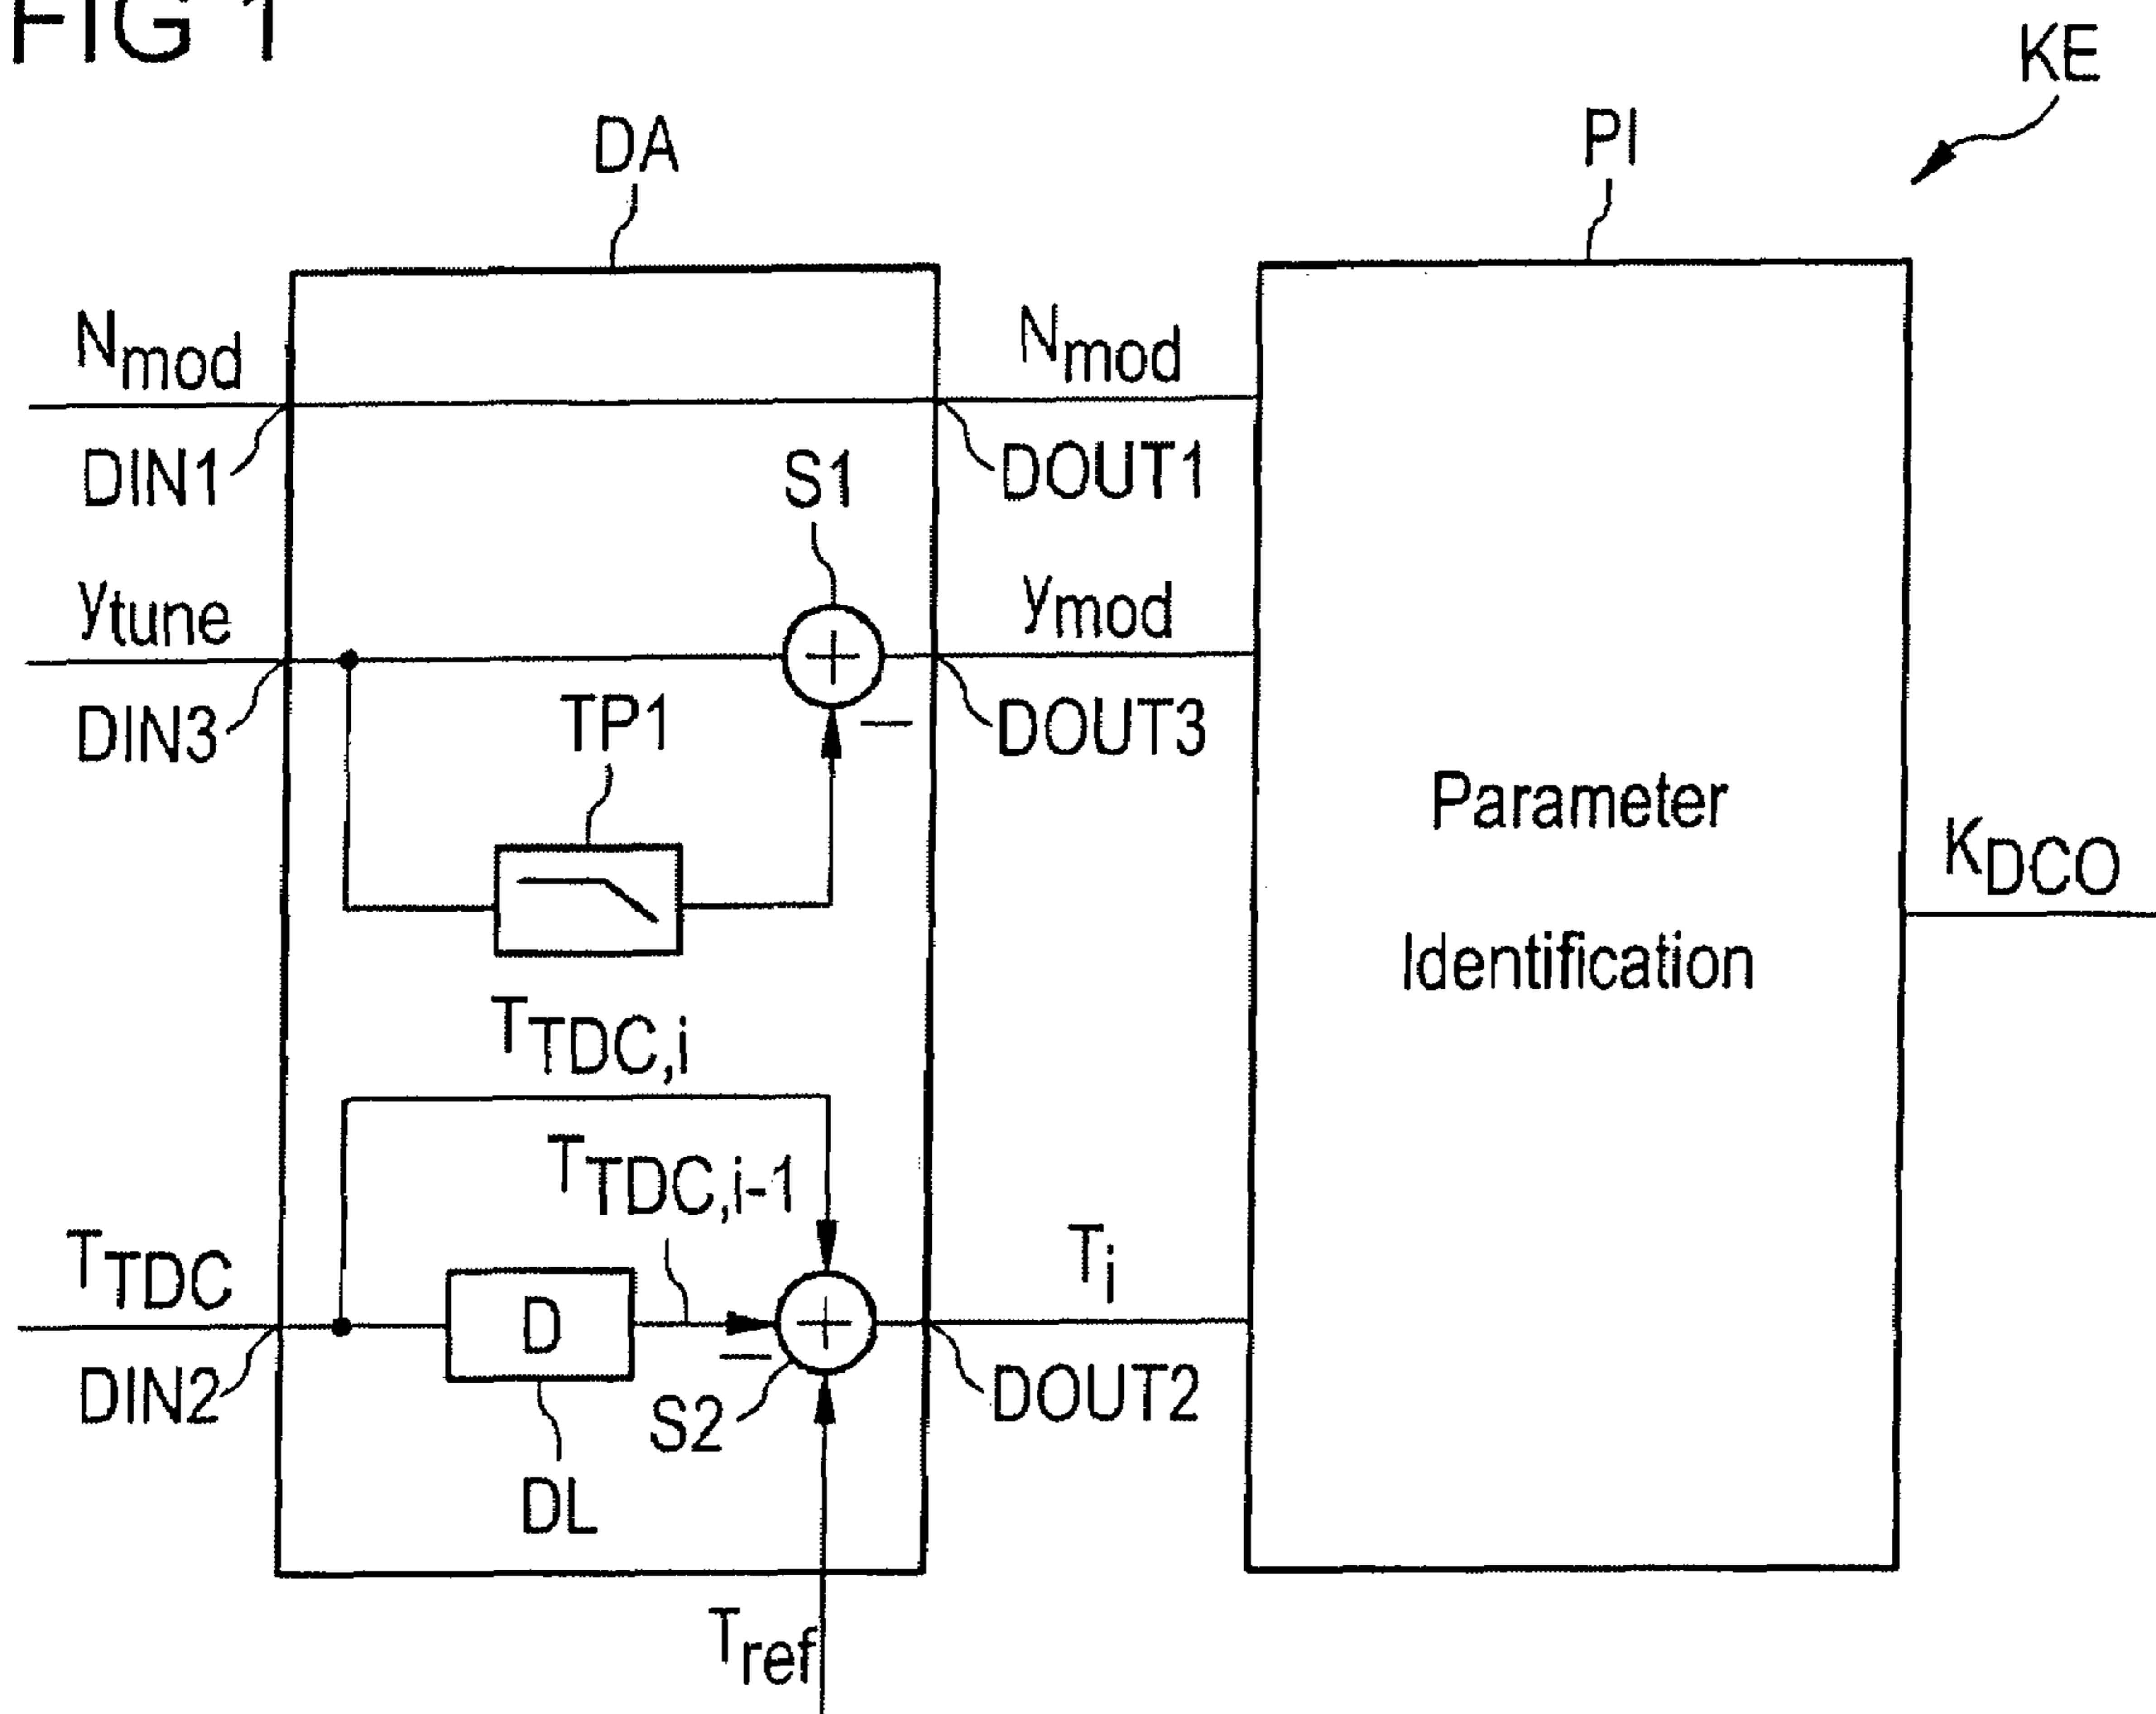 FIG 1
KE
DA
PI
Nmod
Nmod
DIN1
DOUT1
S1
ytune
ymod
DIN3
DOUT3
TP1
Parameter
Identification
KDCO
TTDC,i
TTDC,i-1
TTDC
Ti
D
DIN2
S2
DOUT2
DL
Tref